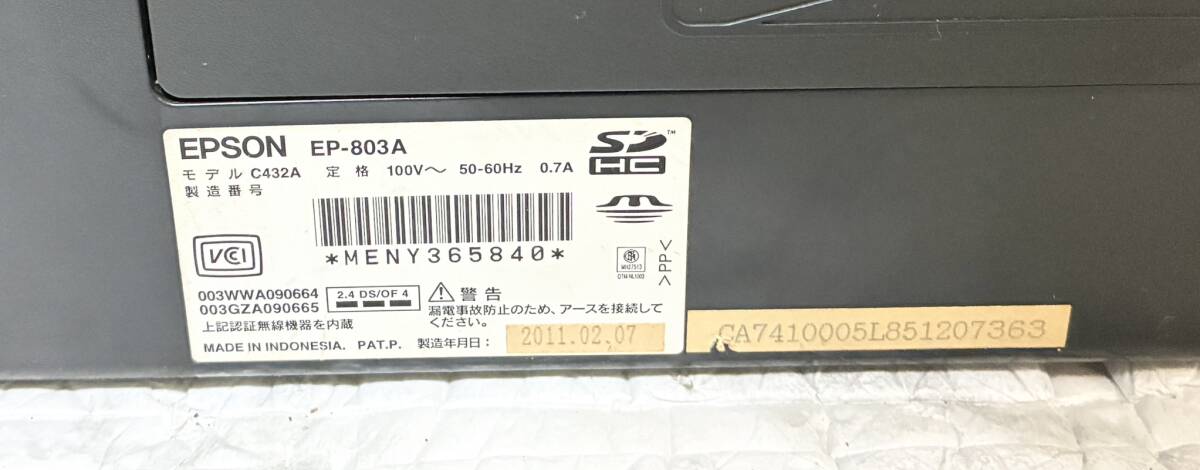 EPSON EP-803A
モデル C432A 定格 100V～ 50-60Hz 0.7A
製造番号
*MENY365840*
SD HC ™
VCI
003WWA090664
003GZA090665
2.4 DS/OF 4
上記認証無線機器を内蔵
警告
漏電事故防止のため、アースを接続して
ください。
>PP<
MADE IN INDONESIA. PAT.P. 製造年月日: 2011.02.07
CA7410005L851207363